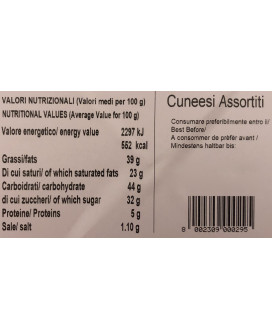 VALORI NUTRIZIONALI (Valori medi per 100 g)
NUTRITIONAL VALUES (Average Value for 100 g)
Valore energetico/ energy value 2297 kJ
552 kcal
Grassi/fats 39 g
Di cui saturi/ of which saturated fats 23 g
Carboidrati/ carbohydrate 44 g
di cui zuccheri/ of which sugar 32 g
Proteine/ Proteins 5 g
Sale/ salt 1.10 g
Cuneesi Assortiti
Consumare preferibilmente entro il/
Best Before/
A consommer de préfer avant /
Mindestens haltbar bis:
8 002309 000295